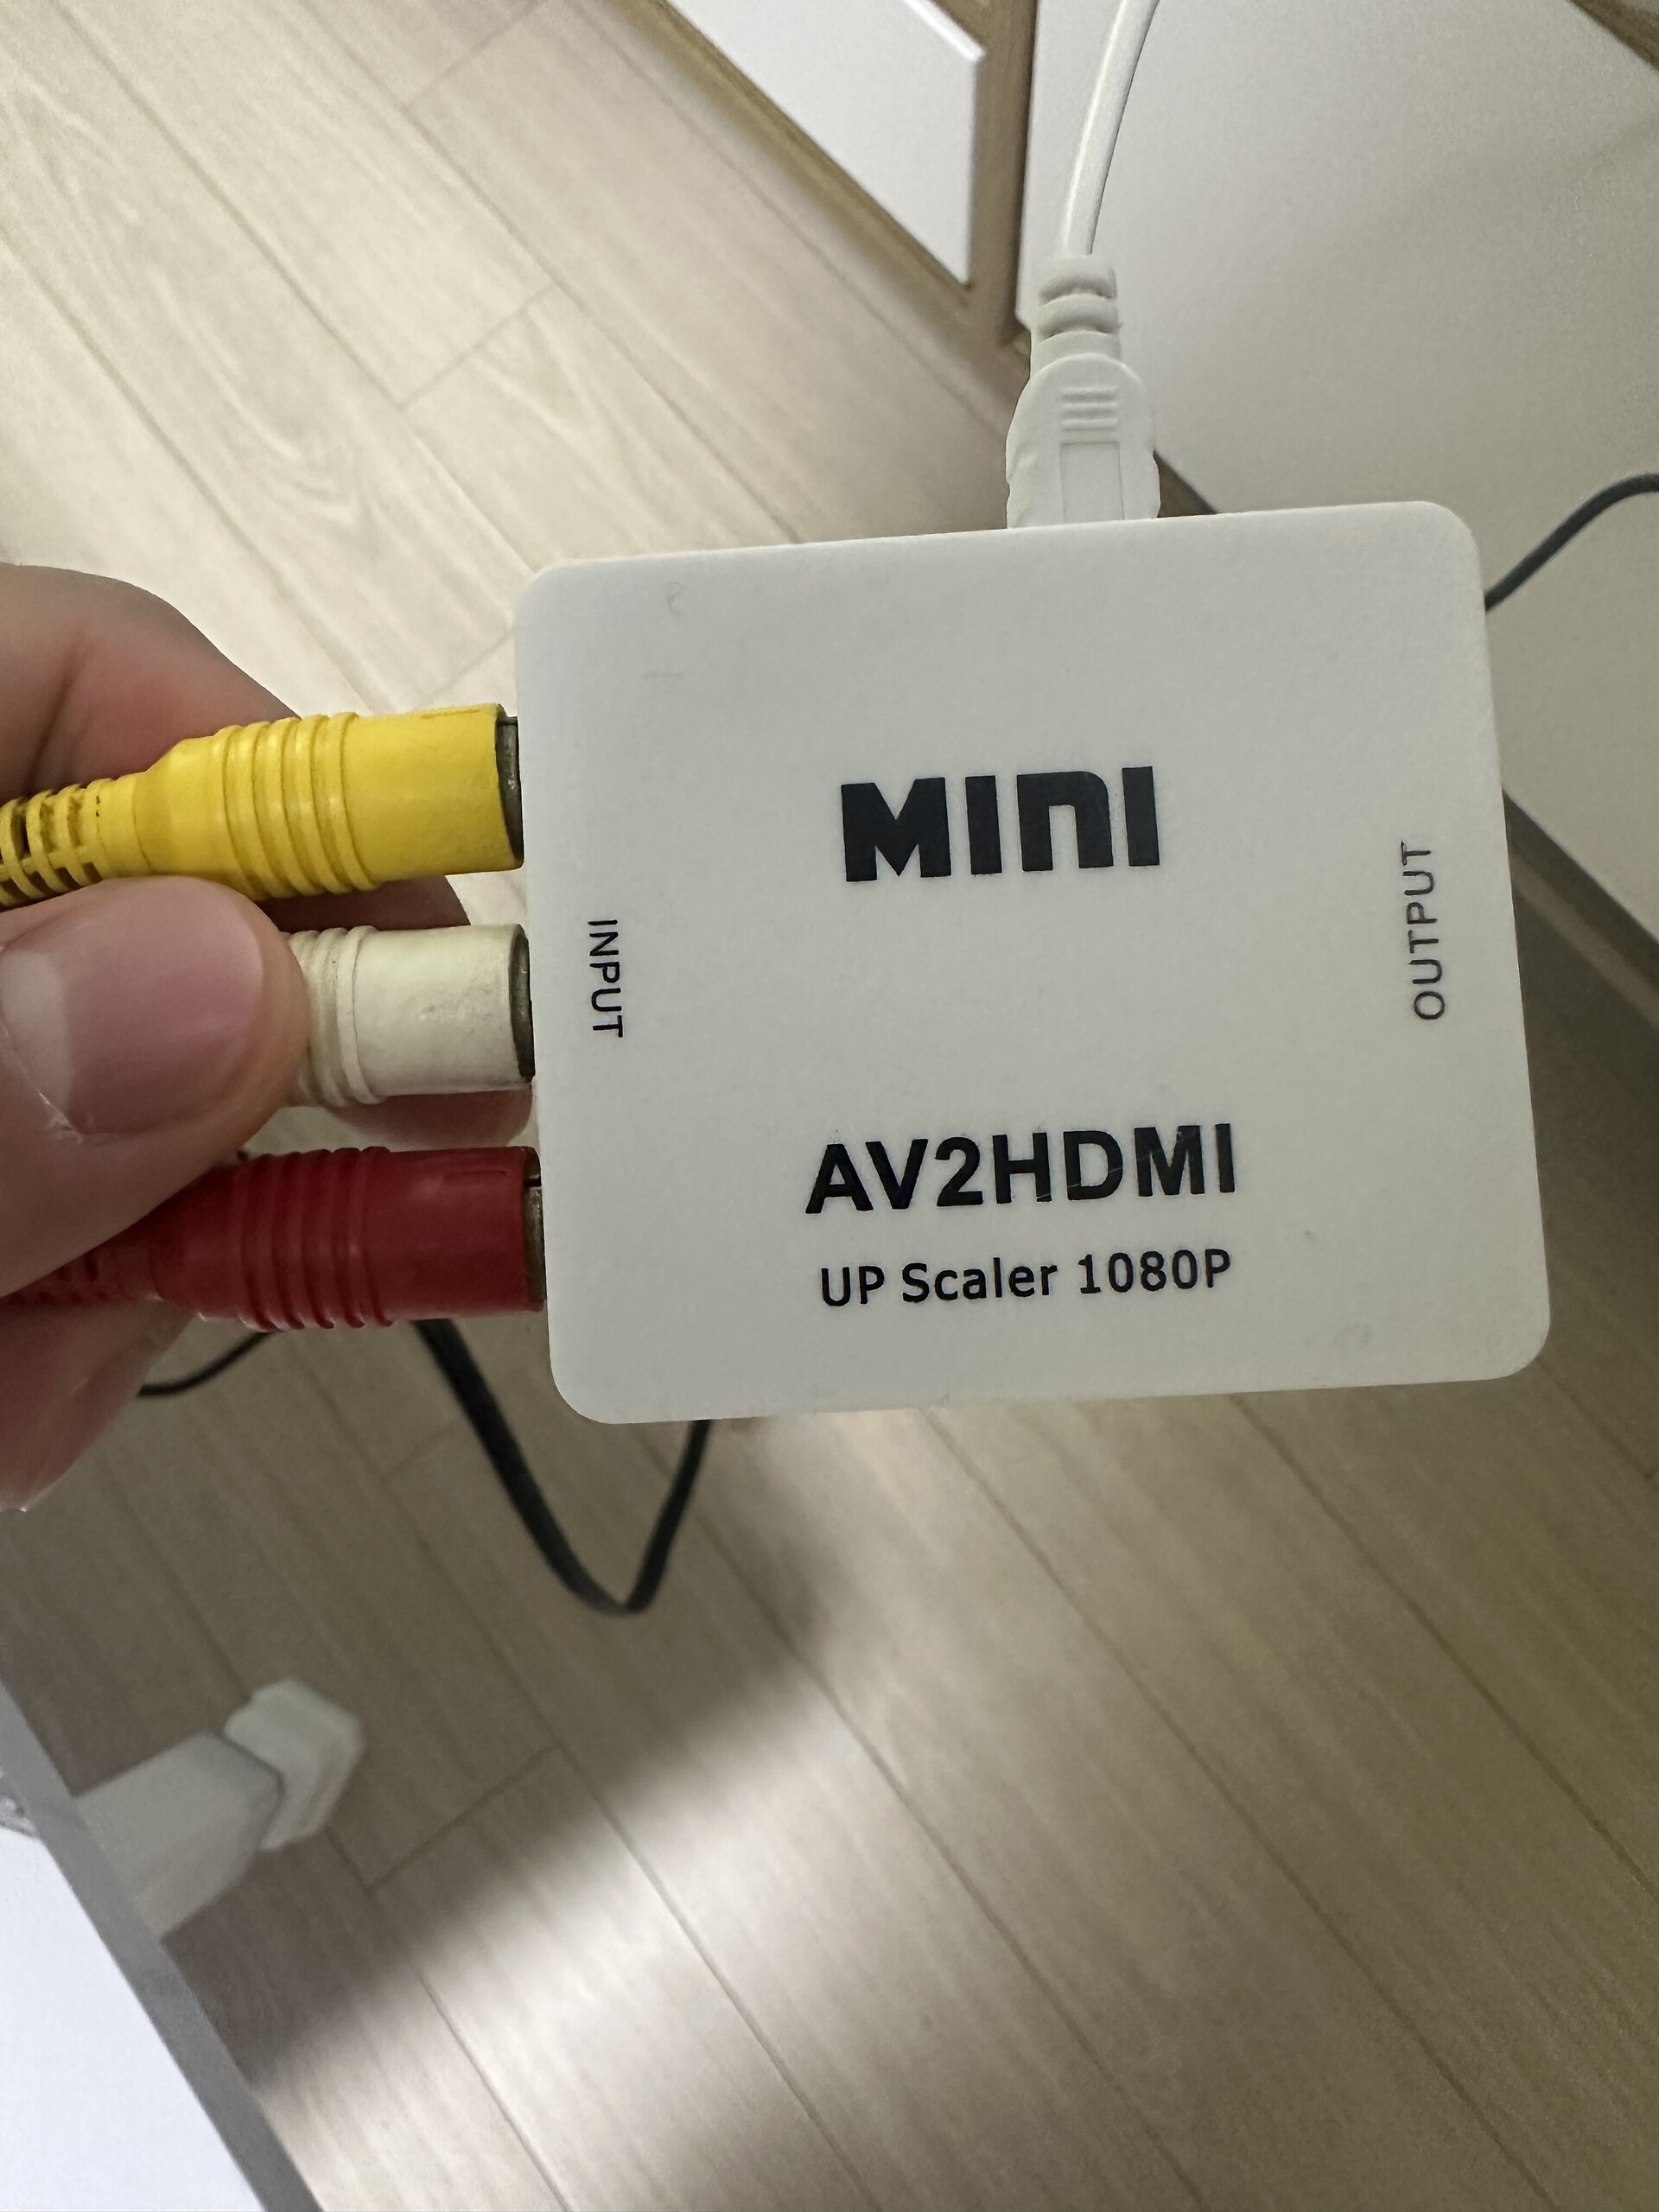 MINI
INPUT
OUTPUT
AV2HDMI
UP Scaler 1080P